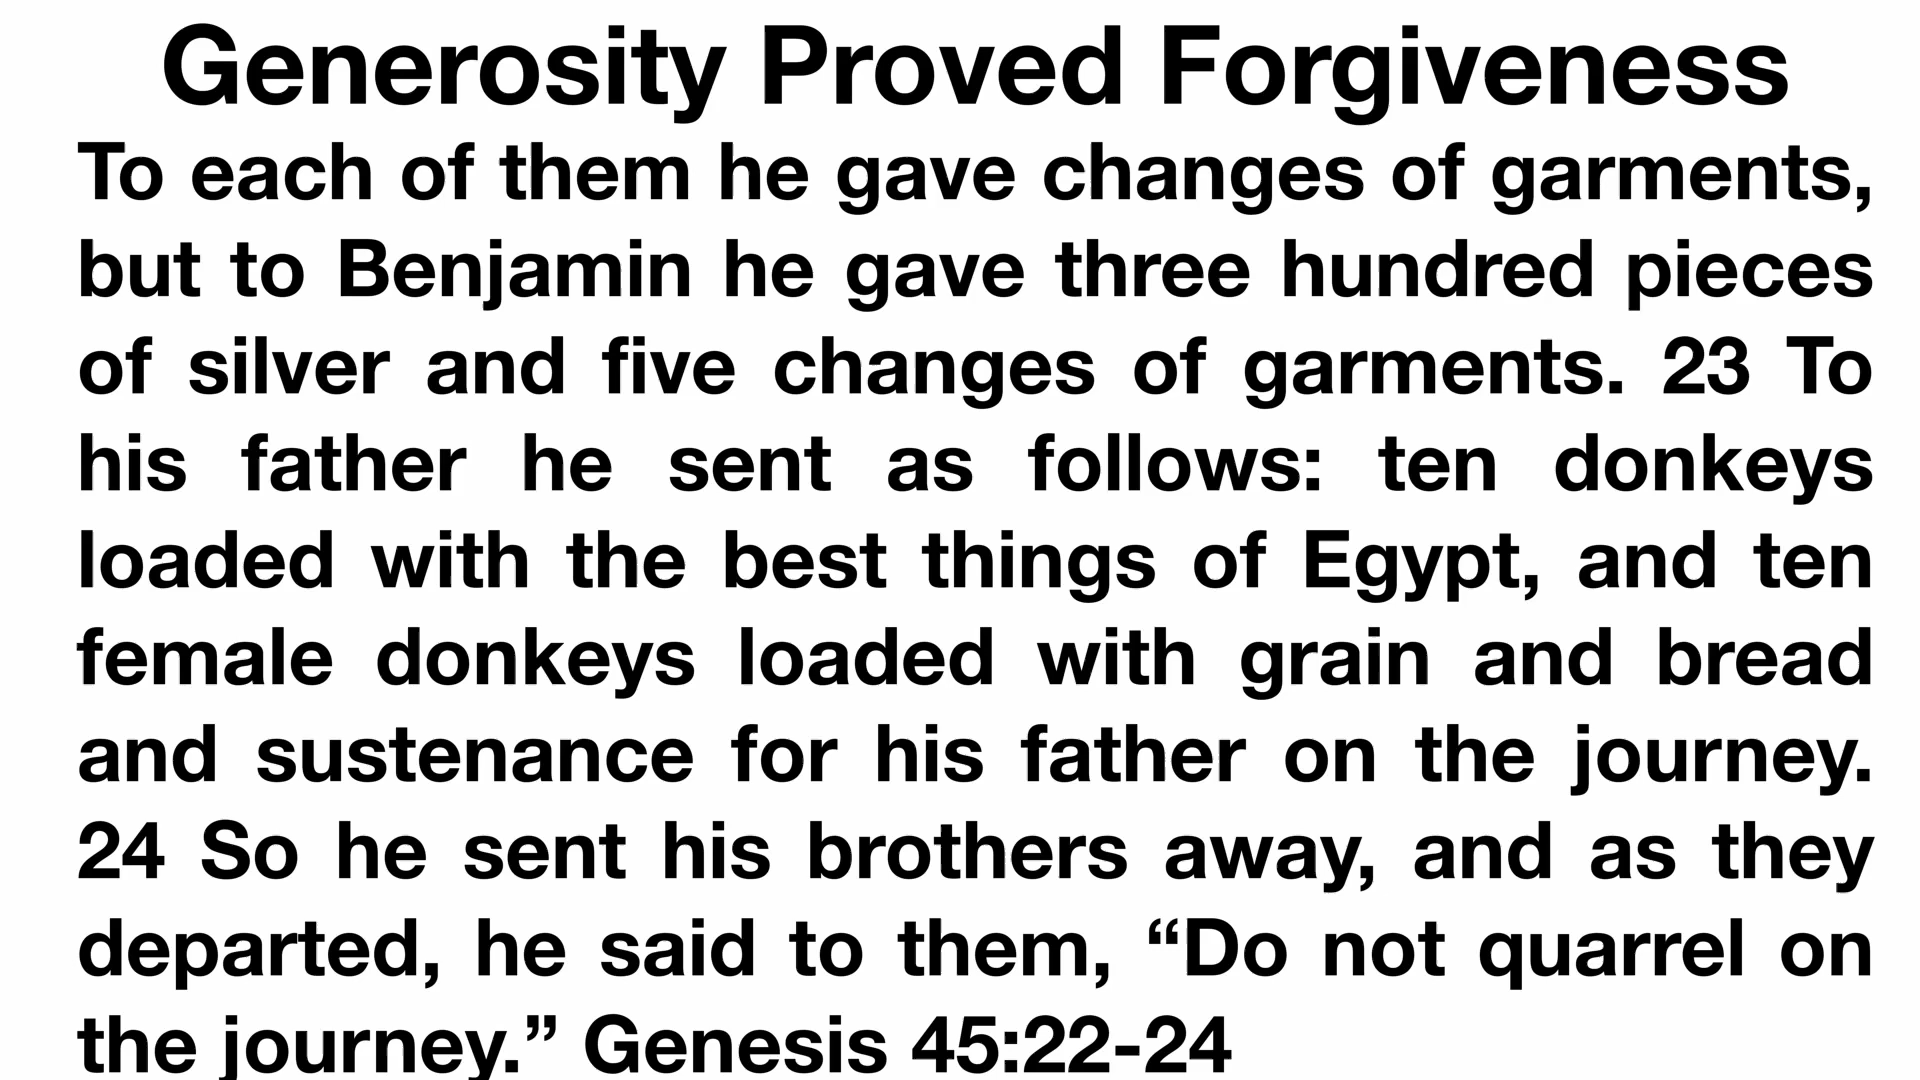 Generosity Proved Forgiveness
To each of them he gave changes of garments,
but to Benjamin he gave three hundred pieces
of silver and five changes of garments. 23 To
his father he sent as follows: ten donkeys
loaded with the best things of Egypt, and ten
female donkeys loaded with grain and bread
and sustenance for his father on the journey.
24 So he sent his brothers away, and as they
departed, he said to them, “Do not quarrel on
the journey.” Genesis 45:22-24